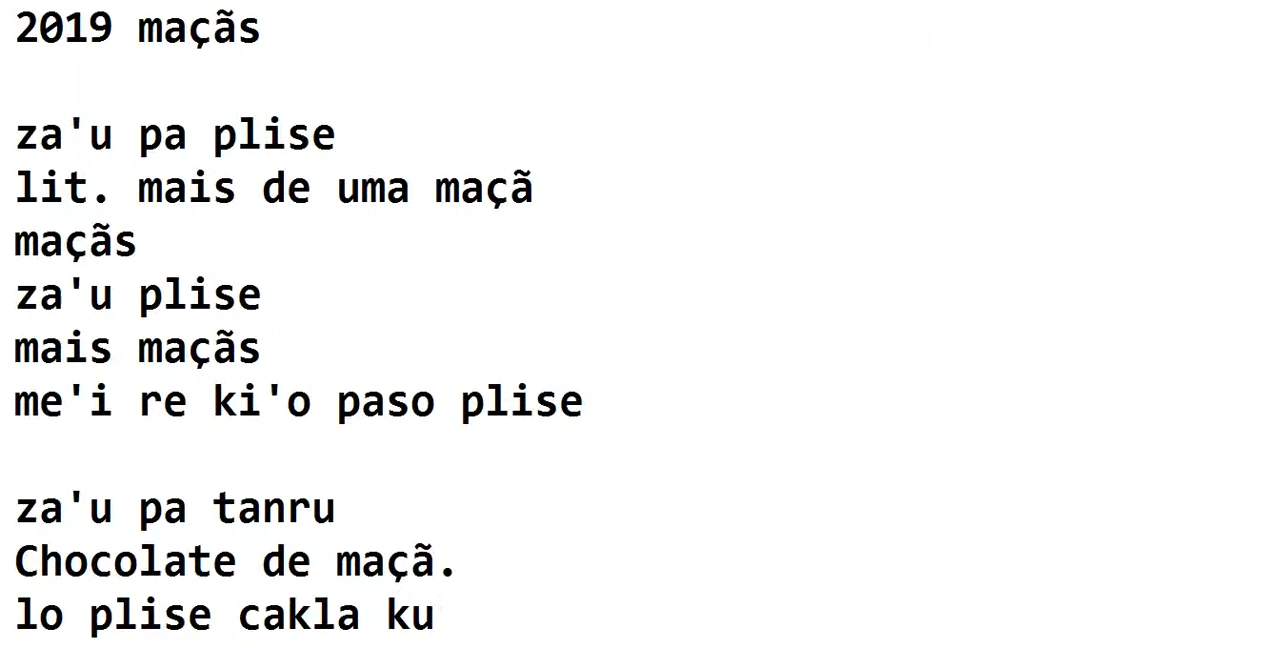 2019 maçãs
za'u pa plise
lit. mais de uma maçã
maçãs
za'u plise
mais maçãs
me'i re ki'o paso plise
za'u pa tanru
Chocolate de maçã.
lo plise cakla ku